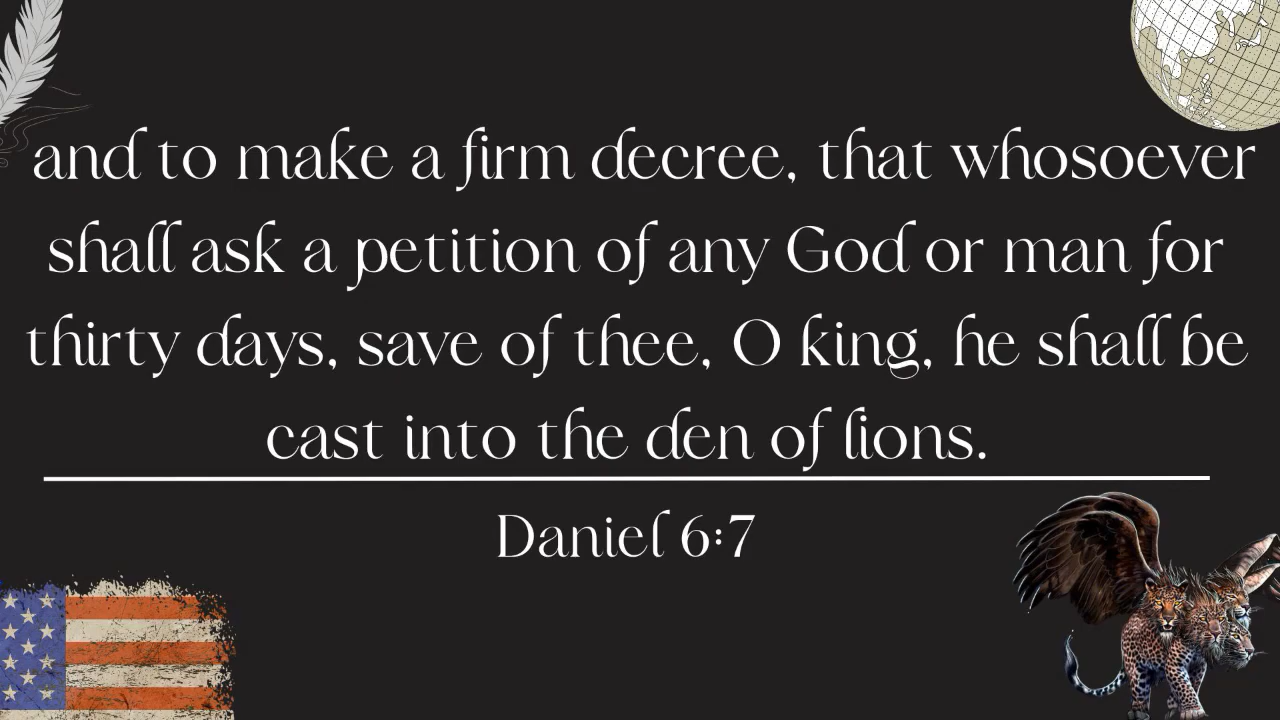 and to make a firm decree, that whosoever
shall ask a petition of any God or man for
thirty days, save of thee, O king, he shall be
cast into the den of lions.
Daniel 6:7